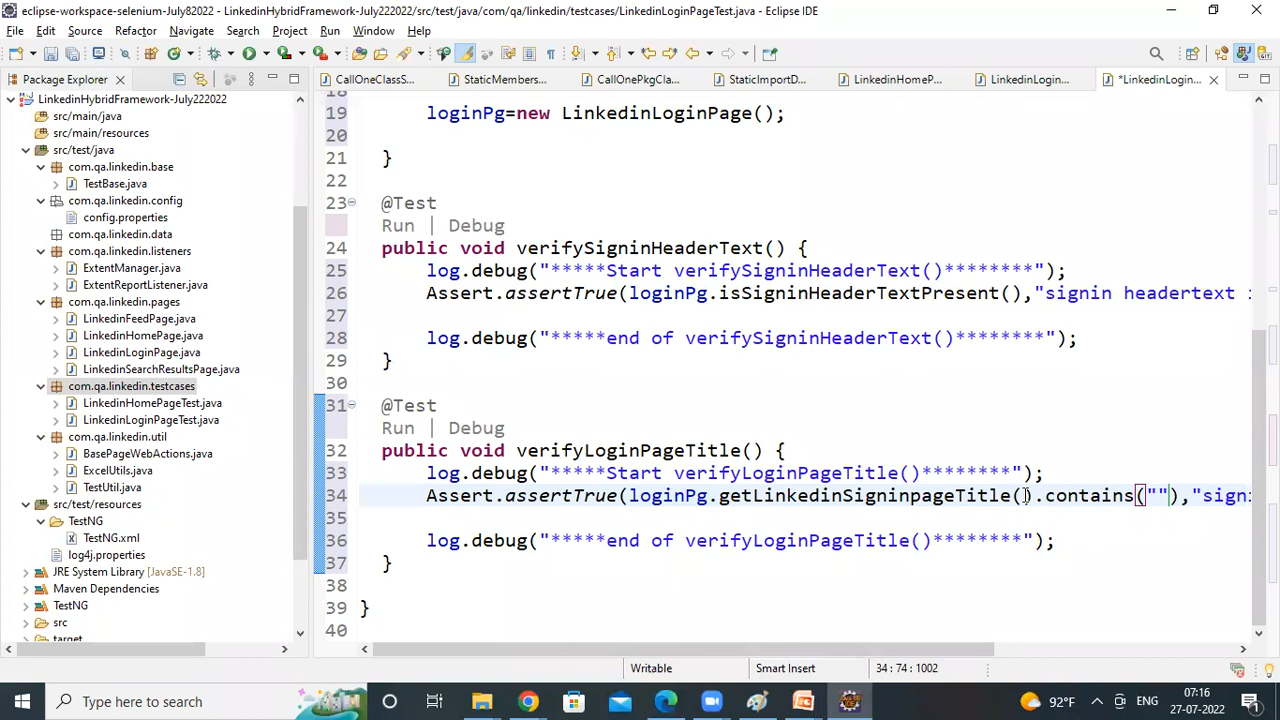 eclipse-workspace-selenium-July82022 - LinkedinHybridFramework-July222022/src/test/java/com/qa/linkedin/testcases/LinkedinLoginPageTest.java - Eclipse IDE
File Edit Source Refactor Navigate Search Project Run Window Help
Package Explorer
CallOneClassS... StaticMembers... CallOnePkgCla... StaticImportD... LinkedinHomeP... LinkedinLogin... *LinkedinLogin...
LinkedinHybridFramework-July222022
src/main/java
src/main/resources
src/test/java
com.qa.linkedin.base
TestBase.java
com.qa.linkedin.config
config.properties
com.qa.linkedin.data
com.qa.linkedin.listeners
ExtentManager.java
ExtentReportListener.java
com.qa.linkedin.pages
LinkedinFeedPage.java
LinkedinHomePage.java
LinkedinLoginPage.java
LinkedinSearchResultsPage.java
com.qa.linkedin.testcases
LinkedinHomePageTest.java
LinkedinLoginPageTest.java
com.qa.linkedin.util
BasePageWebActions.java
ExcelUtils.java
TestUtil.java
src/test/resources
TestNG
TestNG.xml
log4j.properties
JRE System Library [JavaSE-1.8]
Maven Dependencies
TestNG
src
target
18
19 loginPg=new LinkedinLoginPage();
20
21 }
22
23 @Test
Run | Debug
24 public void verifySigninHeaderText() {
25 log.debug("*****Start verifySigninHeaderText()********");
26 Assert.assertTrue(loginPg.isSigninHeaderTextPresent(),"signin headertext i
27
28 log.debug("*****end of verifySigninHeaderText()********");
29 }
30
31 @Test
Run | Debug
32 public void verifyLoginPageTitle() {
33 log.debug("*****Start verifyLoginPageTitle()********");
34 Assert.assertTrue(loginPg.getLinkedinSigninpageTitle().contains(""),"signi
35
36 log.debug("*****end of verifyLoginPageTitle()********");
37 }
38
39 }
40
Writable Smart Insert 34 : 74 : 1002
Type here to search
92°F ENG 07:16
27-07-2022